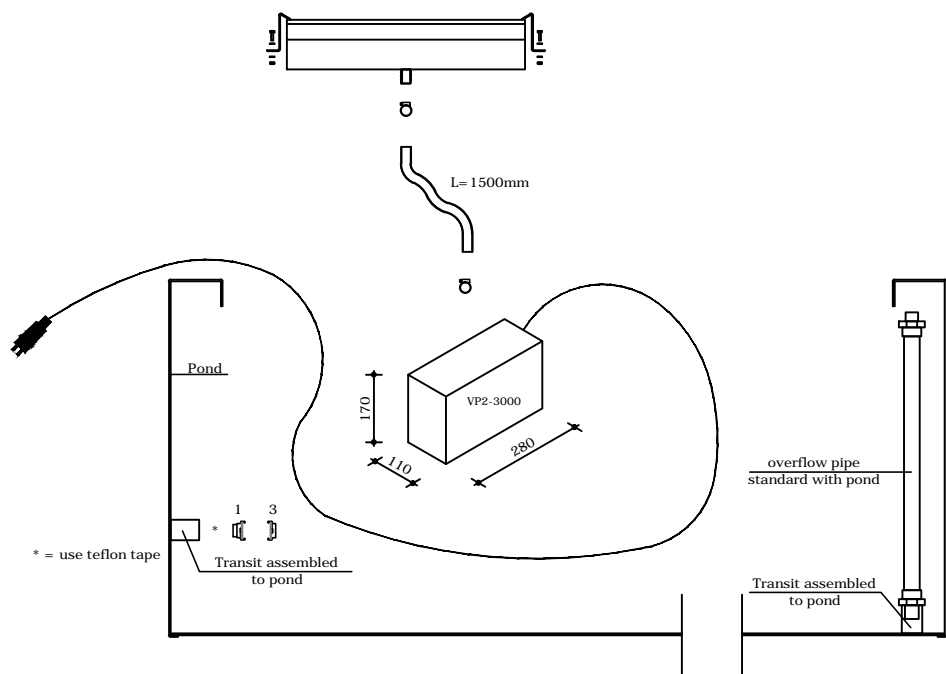 L=1500mm
Pond
VP2-3000
170
110
280
overflow pipe
standard with pond
1 3
*
* = use teflon tape
Transit assembled
to pond
Transit assembled
to pond